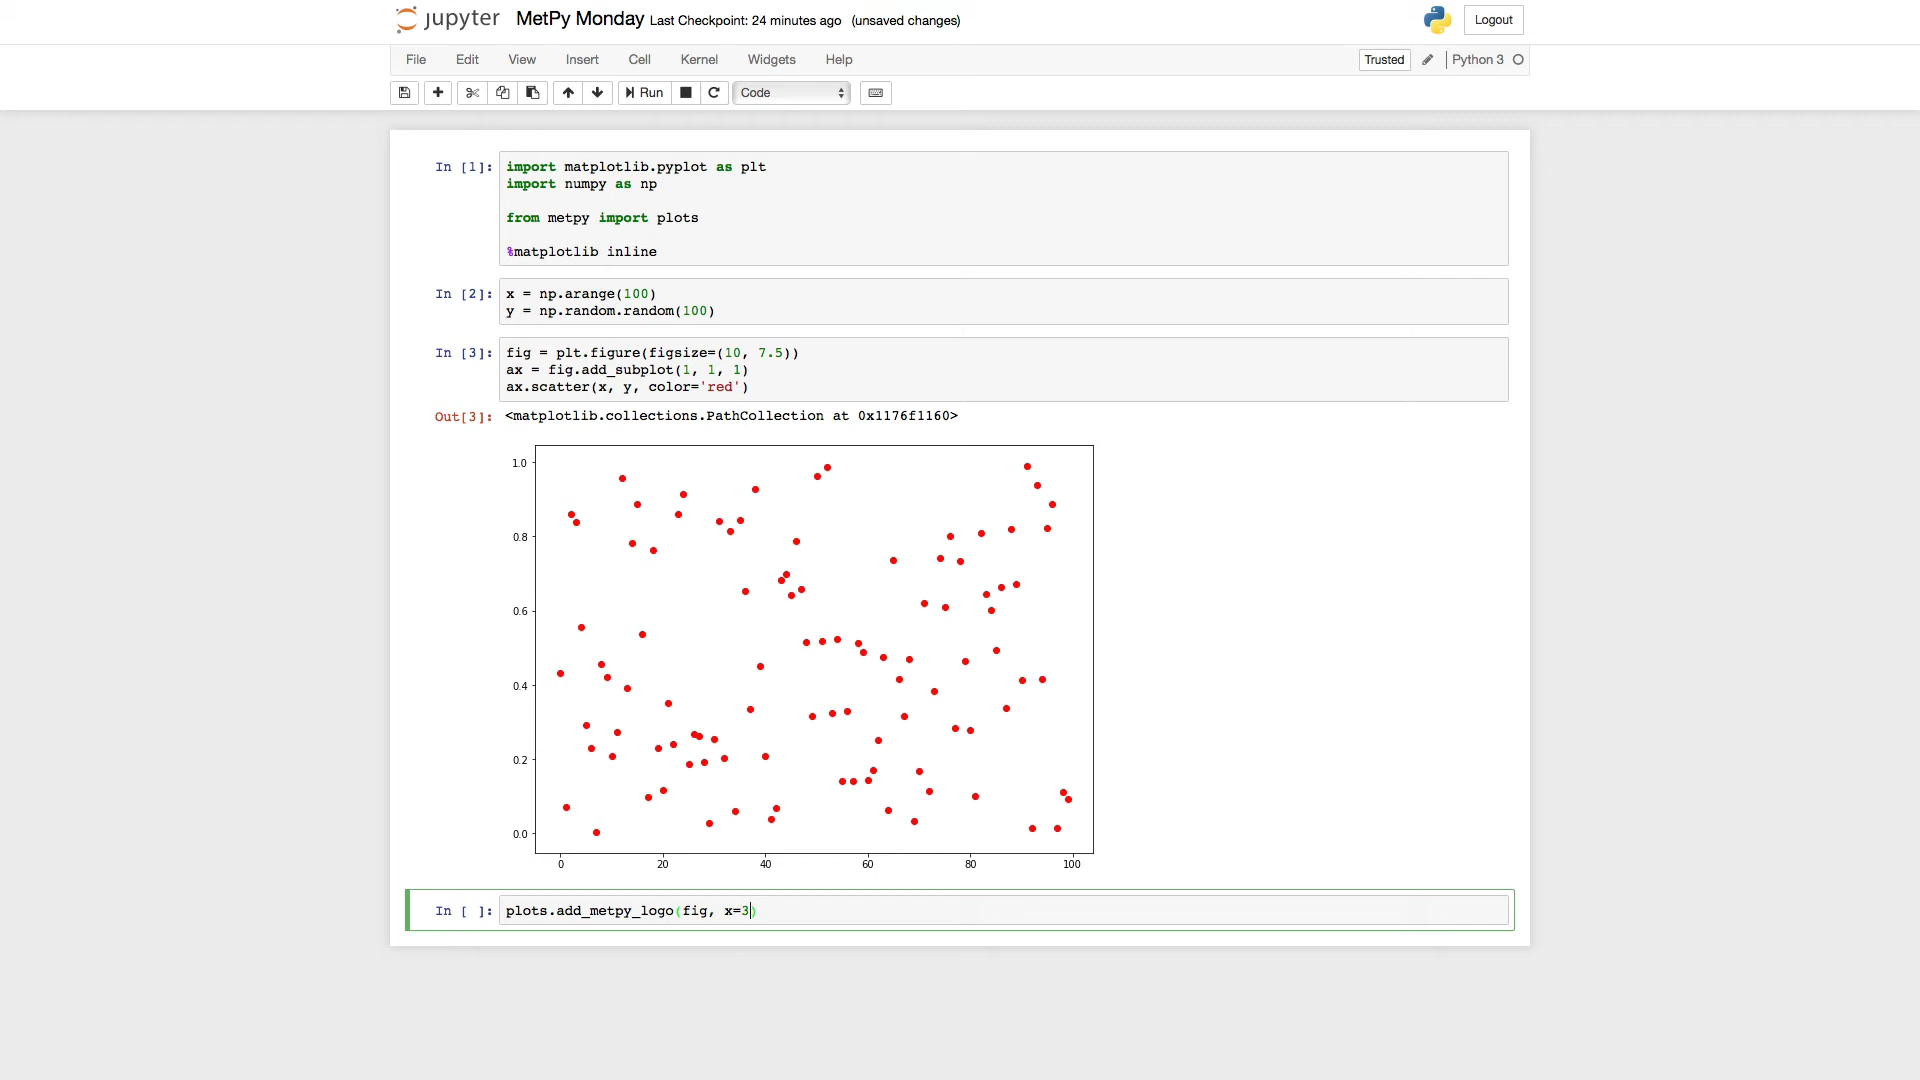 jupyter MetPy Monday Last Checkpoint: 24 minutes ago (unsaved changes)
Logout
File Edit View Insert Cell Kernel Widgets Help
Trusted Python 3
Run Code
In [1]: import matplotlib.pyplot as plt
import numpy as np
from metpy import plots
%matplotlib inline
In [2]: x = np.arange(100)
y = np.random.random(100)
In [3]: fig = plt.figure(figsize=(10, 7.5))
ax = fig.add_subplot(1, 1, 1)
ax.scatter(x, y, color='red')
Out[3]: <matplotlib.collections.PathCollection at 0x1176f1160>
1.0
0.8
0.6
0.4
0.2
0.0
0 20 40 60 80 100
In [ ]: plots.add_metpy_logo(fig, x=3)